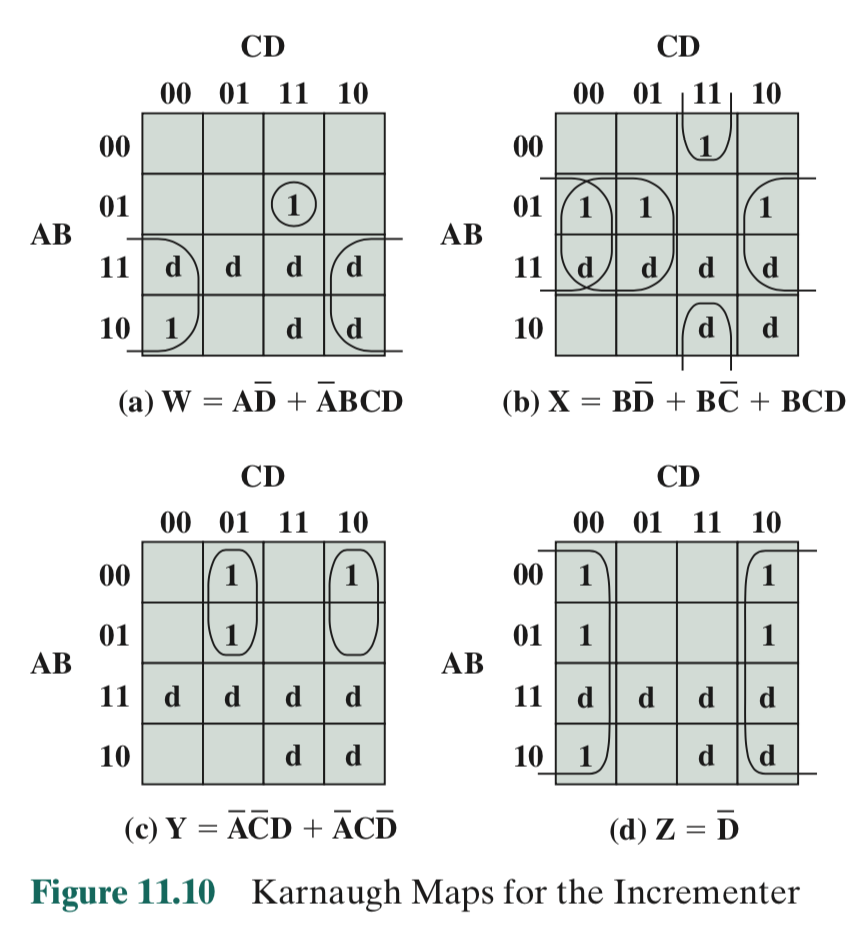 CD CD
00 01 11 10 00 01 11 10
00 00 1
01 1 01 1 1 1
AB AB
11 d d d d 11 d d d d
10 1 d d 10 d d
(a) W = AD̅ + A̅BCD (b) X = BD̅ + BC̅ + BCD
CD CD
00 01 11 10 00 01 11 10
00 1 1 00 1 1
01 1 01 1 1
AB AB
11 d d d d 11 d d d d
10 d d 10 1 d d
(c) Y = A̅C̅D + A̅CD̅ (d) Z = D̅
Figure 11.10 Karnaugh Maps for the Incrementer